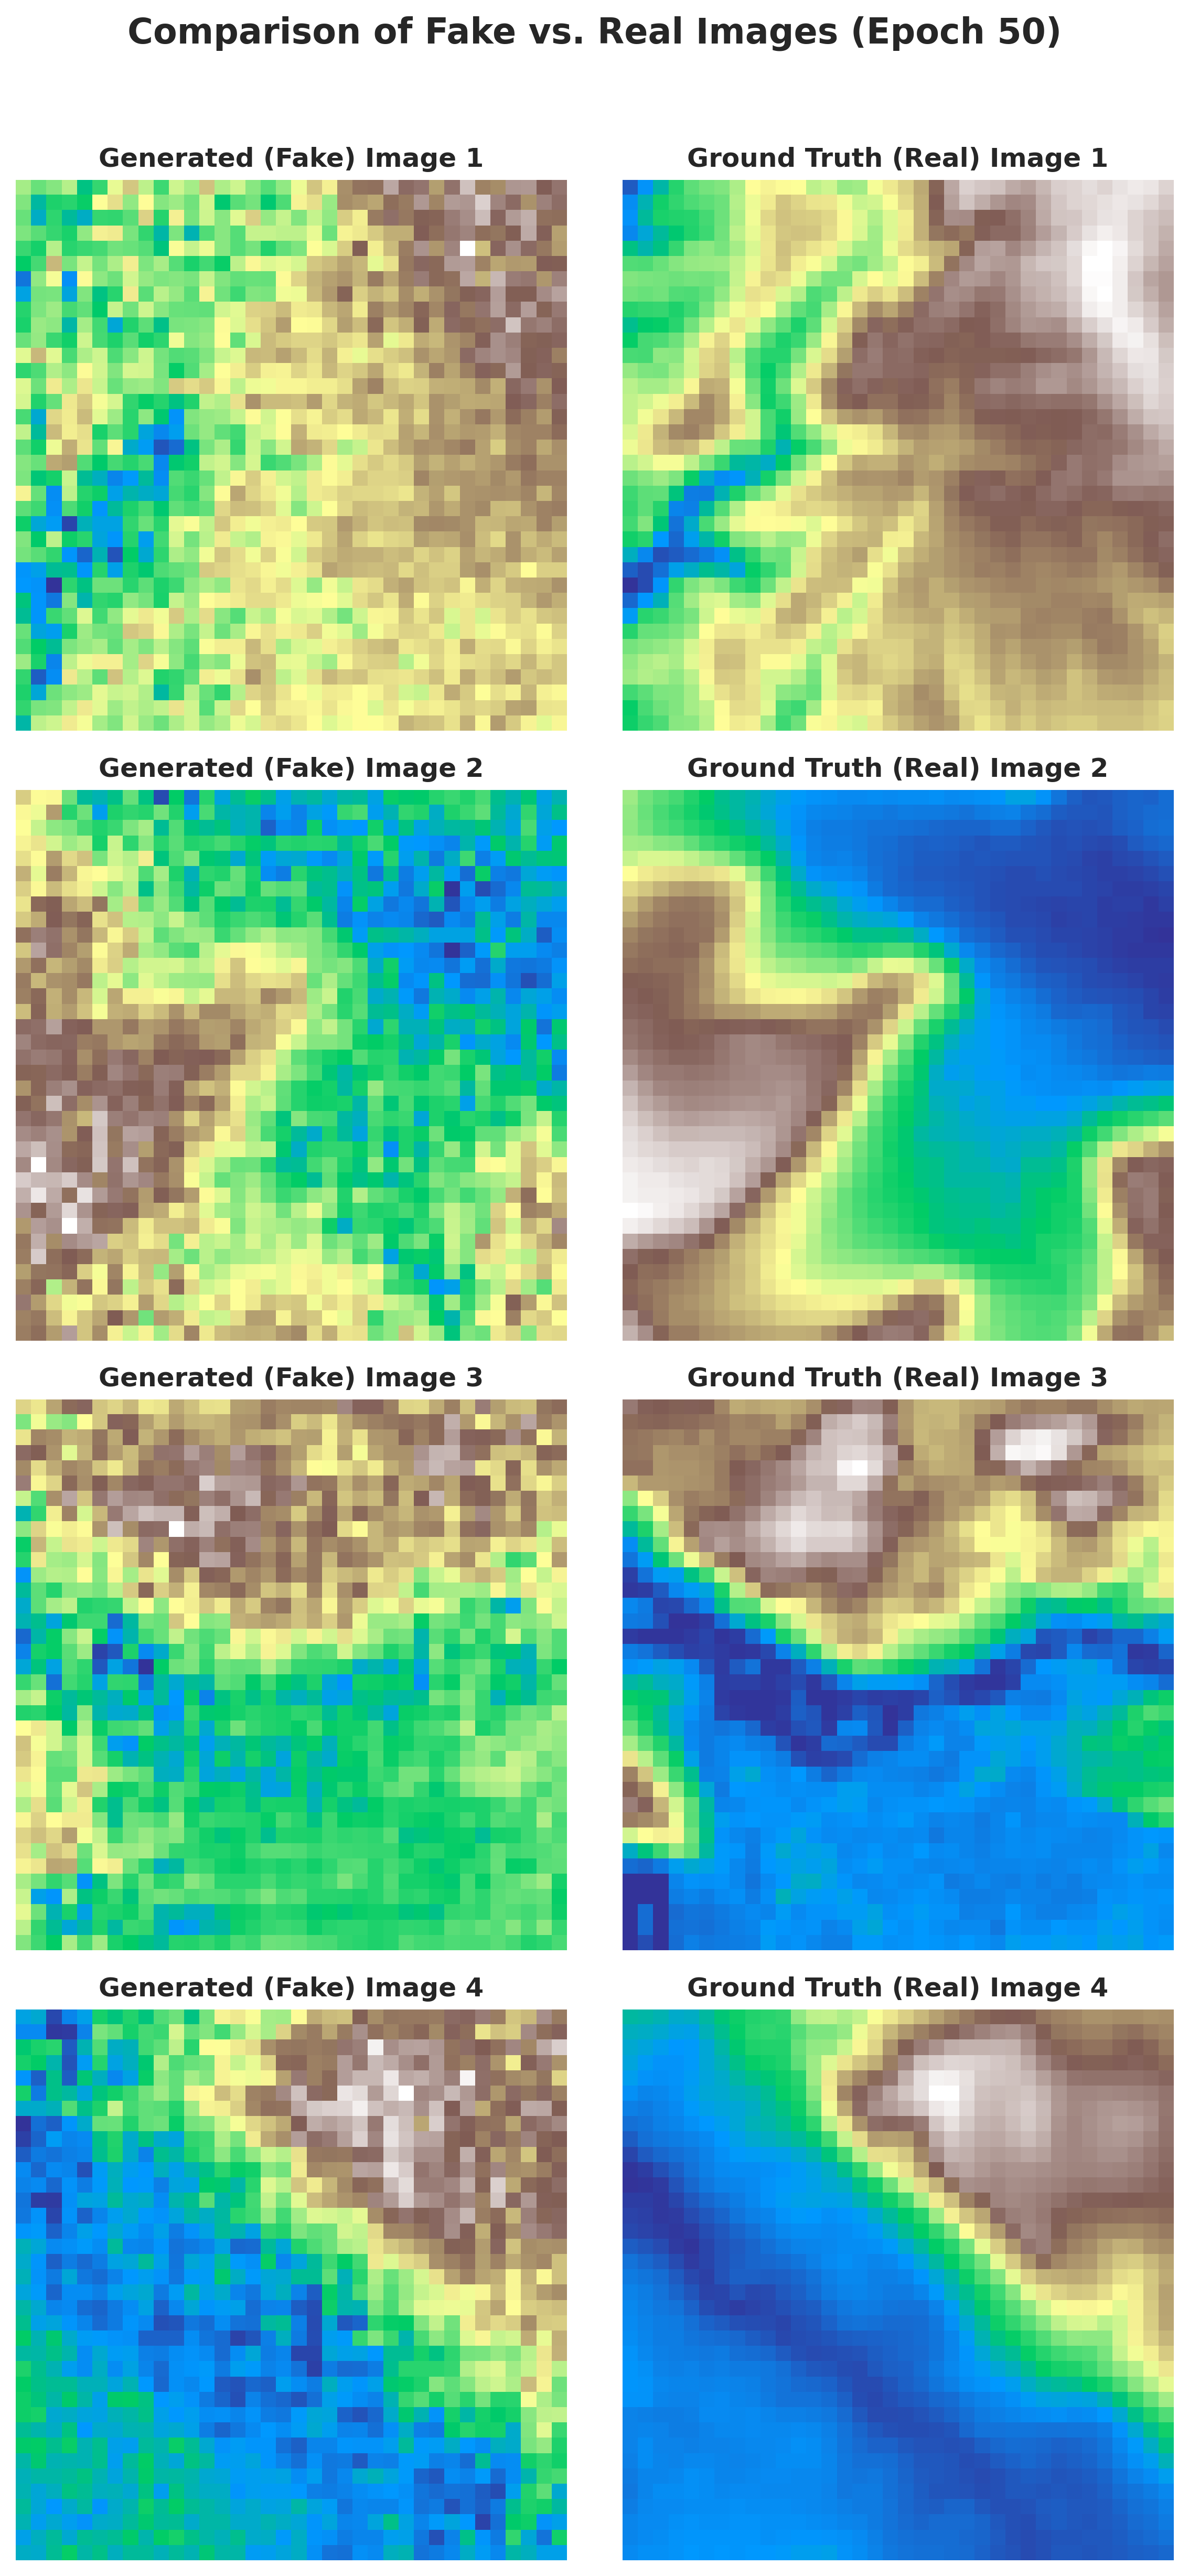 Comparison of Fake vs. Real Images (Epoch 50)
Generated (Fake) Image 1
Ground Truth (Real) Image 1
Generated (Fake) Image 2
Ground Truth (Real) Image 2
Generated (Fake) Image 3
Ground Truth (Real) Image 3
Generated (Fake) Image 4
Ground Truth (Real) Image 4